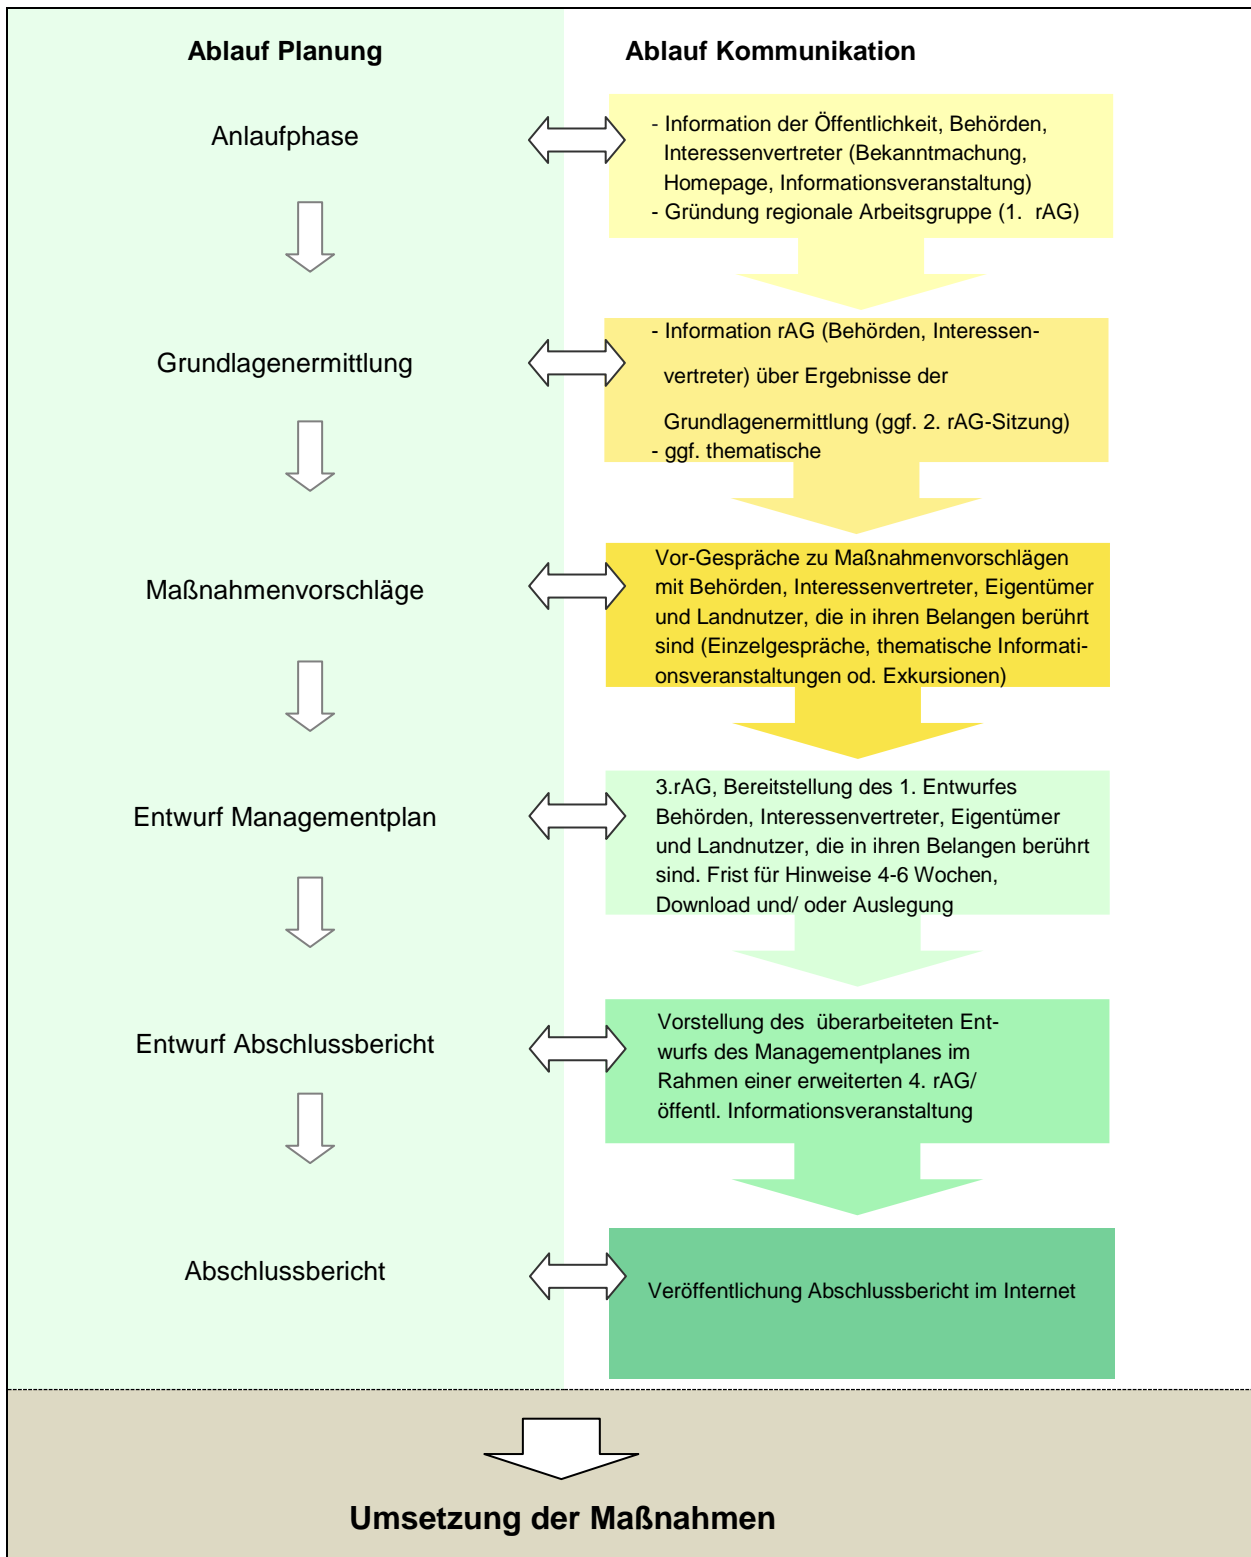 Ablauf Planung
Ablauf Kommunikation
Anlaufphase
- Information der Öffentlichkeit, Behörden,
Interessenvertreter (Bekanntmachung,
Homepage, Informationsveranstaltung)
- Gründung regionale Arbeitsgruppe (1. rAG)
Grundlagenermittlung
- Information rAG (Behörden, Interessen-
vertreter) über Ergebnisse der
Grundlagenermittlung (ggf. 2. rAG-Sitzung)
- ggf. thematische
Maßnahmenvorschläge
Vor-Gespräche zu Maßnahmenvorschlägen
mit Behörden, Interessenvertreter, Eigentümer
und Landnutzer, die in ihren Belangen berührt
sind (Einzelgespräche, thematische Informati-
onsveranstaltungen od. Exkursionen)
Entwurf Managementplan
3.rAG, Bereitstellung des 1. Entwurfes
Behörden, Interessenvertreter, Eigentümer
und Landnutzer, die in ihren Belangen berührt
sind. Frist für Hinweise 4-6 Wochen,
Download und/ oder Auslegung
Entwurf Abschlussbericht
Vorstellung des überarbeiteten Ent-
wurfs des Managementplanes im
Rahmen einer erweiterten 4. rAG/
öffentl. Informationsveranstaltung
Abschlussbericht
Veröffentlichung Abschlussbericht im Internet
Umsetzung der Maßnahmen